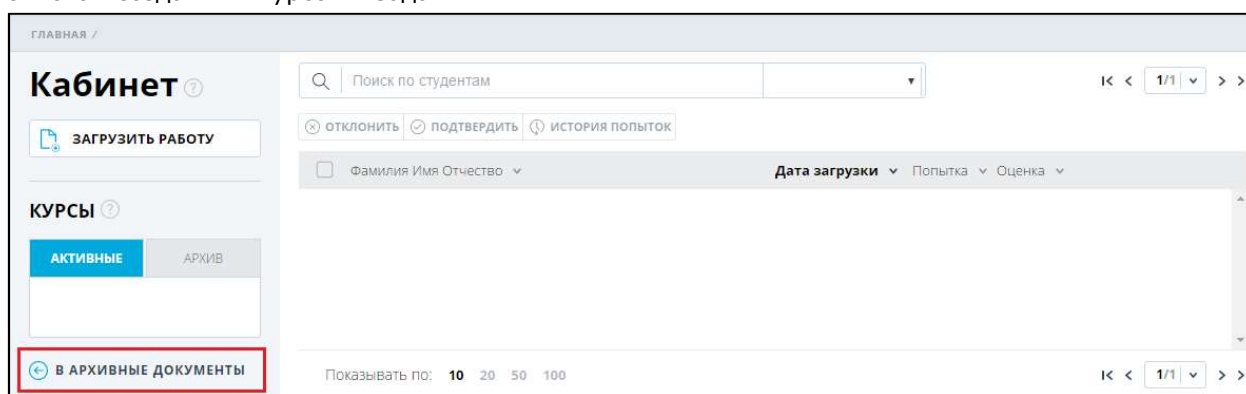 ГЛАВНАЯ /
Кабинет ?
ЗАГРУЗИТЬ РАБОТУ
КУРСЫ ?
АКТИВНЫЕ АРХИВ
В АРХИВНЫЕ ДОКУМЕНТЫ
Поиск по студентам
1/1
ОТКЛОНИТЬ ПОДТВЕРДИТЬ ИСТОРИЯ ПОПЫТОК
Фамилия Имя Отчество Дата загрузки Попытка Оценка
Показывать по: 10 20 50 100
1/1